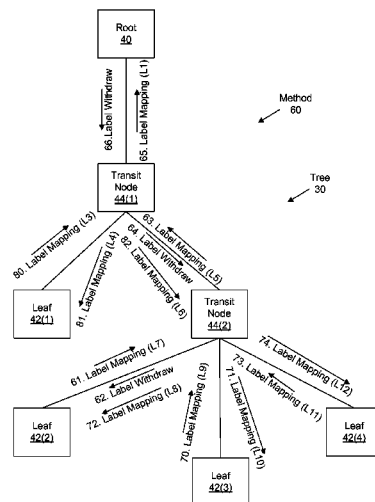 Root
40
66.Label Withdraw
65. Label Mapping (L1)
Method
60
Tree
30
Transit
Node
44(1)
80. Label Mapping (L3)
81. Label Mapping (L4)
63. Label Mapping (L5)
64. Label Withdraw
82. Label Mapping (L6)
Leaf
42(1)
Transit
Node
44(2)
61. Label Mapping (L7)
62. Label Withdraw
72. Label Mapping (L8)
70. Label Mapping (L9)
71. Label Mapping (L10)
74. Label Mapping (L12)
73. Label Mapping (L11)
Leaf
42(2)
Leaf
42(3)
Leaf
42(4)